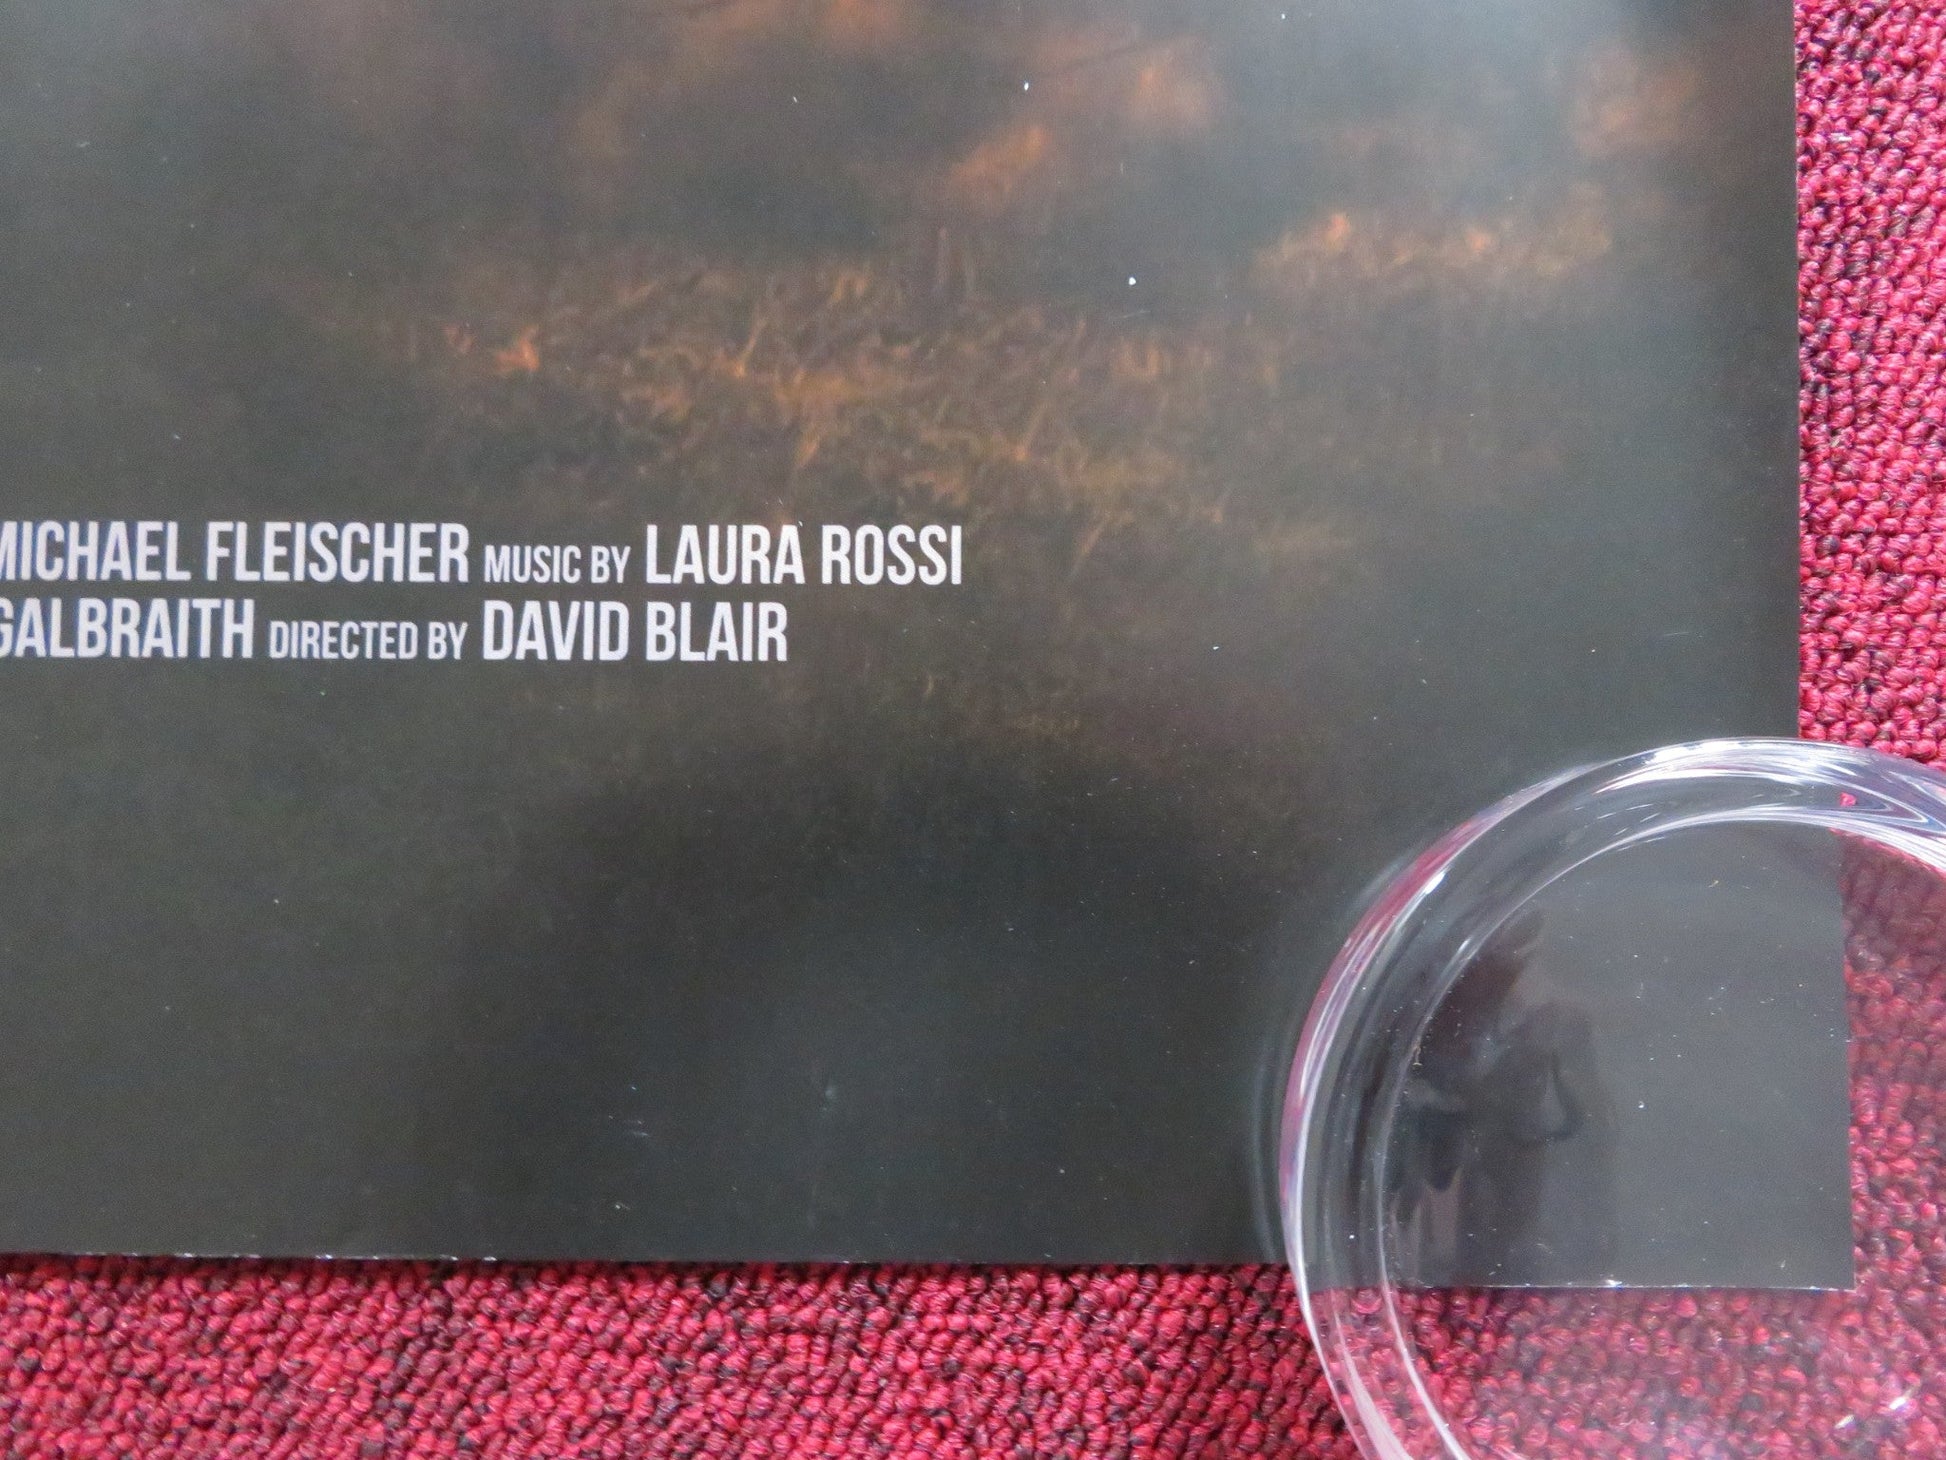 MICHAEL FLEISCHER MUSIC BY LAURA ROSSI
GALBRAITH DIRECTED BY DAVID BLAIR